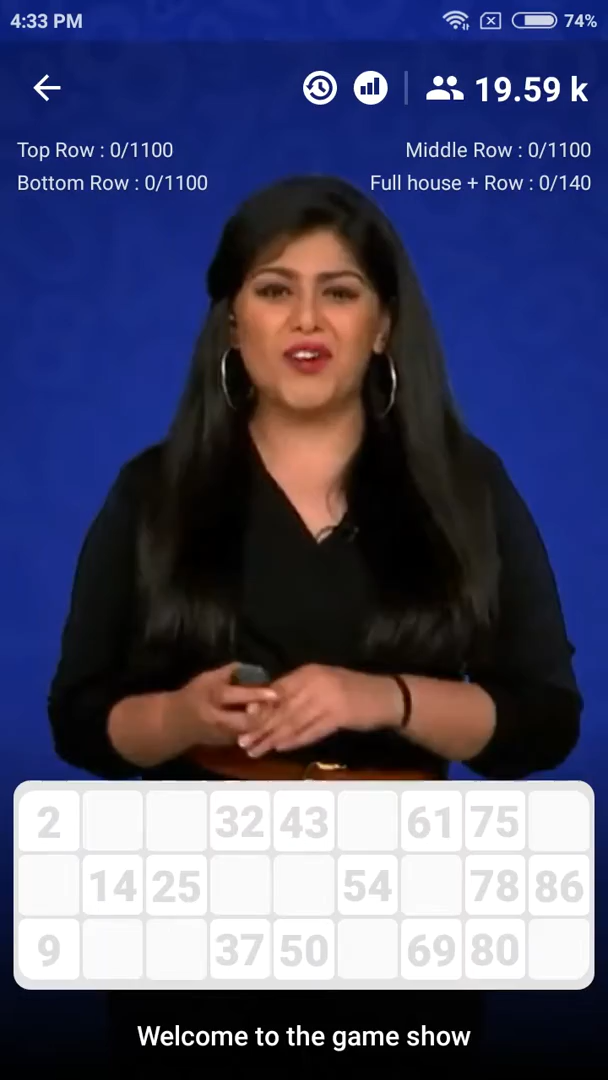 4:33 PM 74%
19.59 k
Top Row : 0/1100 Middle Row : 0/1100
Bottom Row : 0/1100 Full house + Row : 0/140
2 32 43 61 75
14 25 54 78 86
9 37 50 69 80
Welcome to the game show